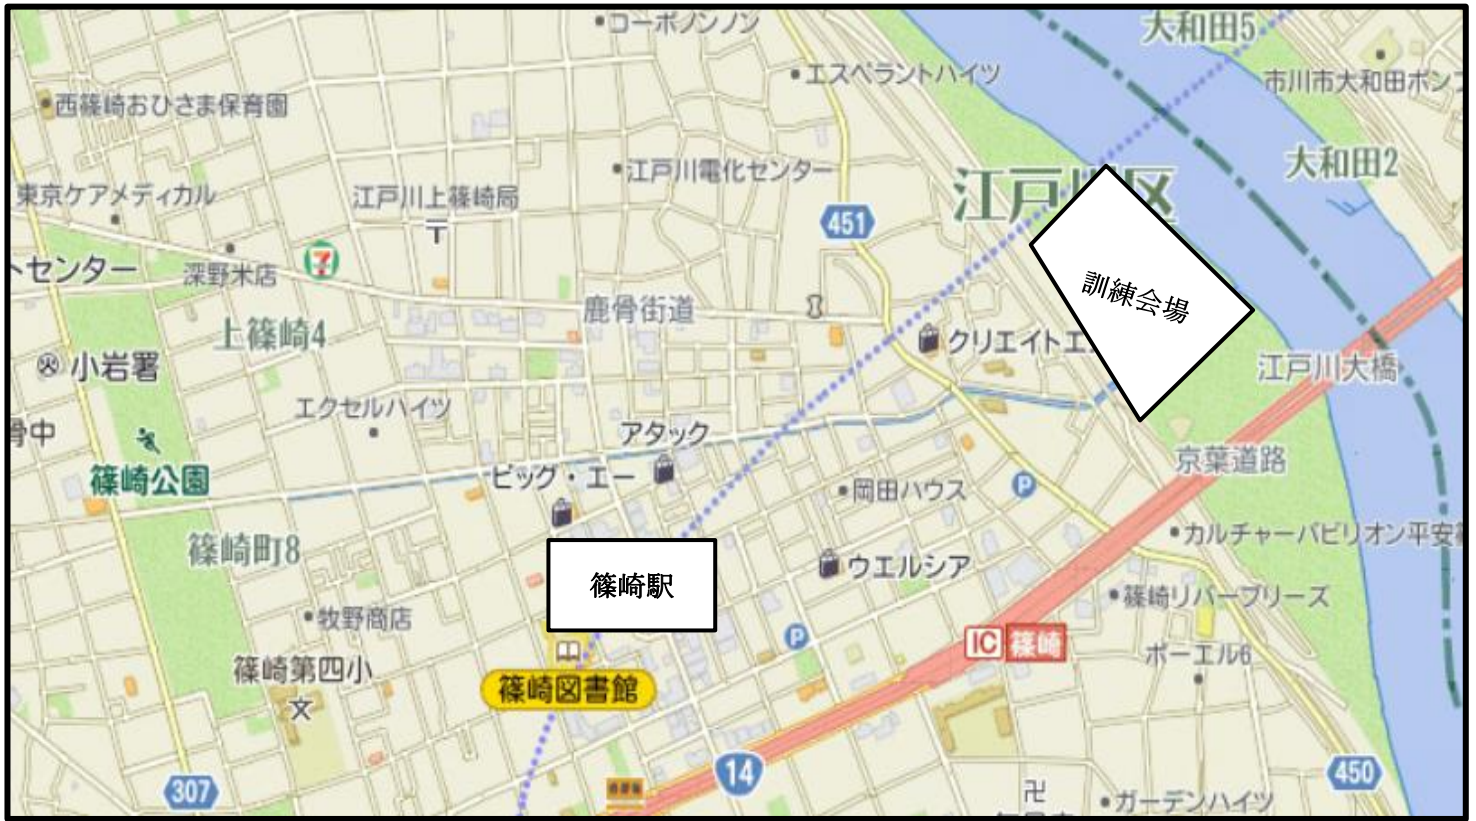 コーポノンノン
大和田5
エスペラントハイツ
市川市大和田ポン
西篠崎おひさま保育園
江戸川電化センター
大和田2
東京ケアメディカル
江戸川上篠崎局
江戸川区
451
トセンター
深野米店
7
鹿骨街道
訓練会場
上篠崎4
クリエイトエ
小岩署
江戸川大橋
エクセルハイツ
骨中
アタック
京葉道路
篠崎公園
ビッグ・エー
岡田ハウス
P
カルチャーパビリオン平安
篠崎町8
ウエルシア
篠崎駅
篠崎リバーブリーズ
牧野商店
P
IC 篠崎
ポーエル6
篠崎第四小
文
篠崎図書館
14
450
307
ガーデンハイツ